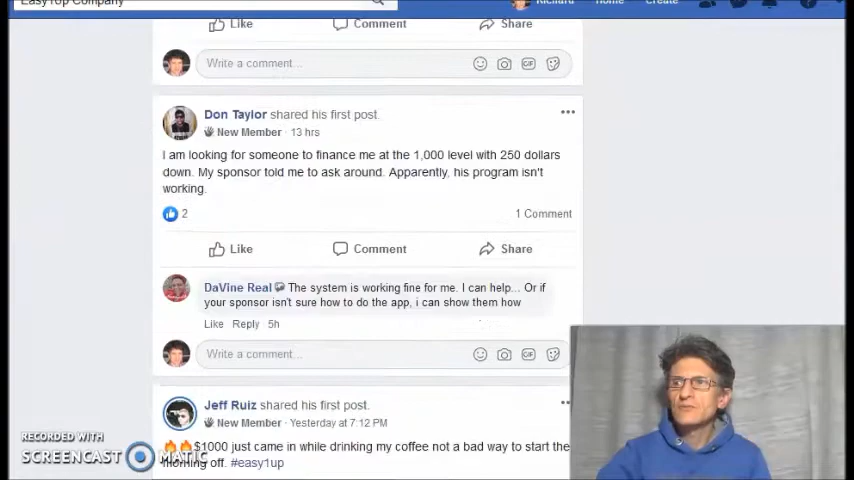 Easy1Up Company
Richard Home Create
Like Comment Share
Write a comment...
Don Taylor shared his first post.
New Member · 13 hrs
I am looking for someone to finance me at the 1,000 level with 250 dollars
down. My sponsor told me to ask around. Apparently, his program isn't
working.
2 1 Comment
Like Comment Share
DaVine Real The system is working fine for me. I can help... Or if
your sponsor isn't sure how to do the app, i can show them how
Like Reply 5h
Write a comment...
Jeff Ruiz shared his first post.
New Member · Yesterday at 7:12 PM
$1000 just came in while drinking my coffee not a bad way to start the
morning off. #easy1up
RECORDED WITH
SCREENCAST MATIC